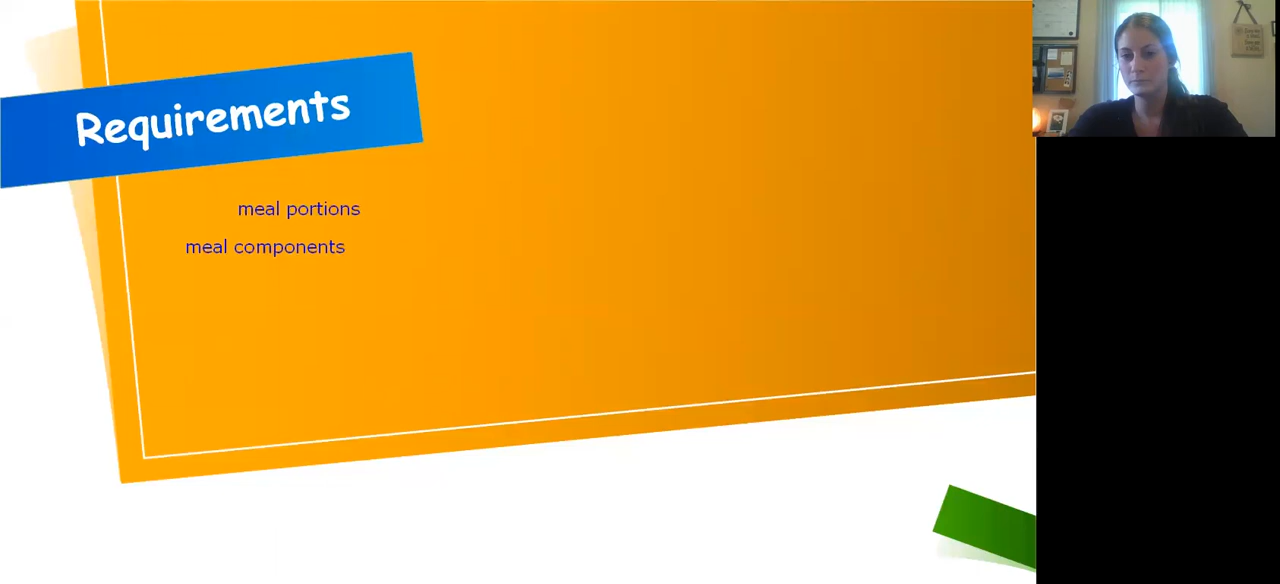 Requirements
meal portions
meal components